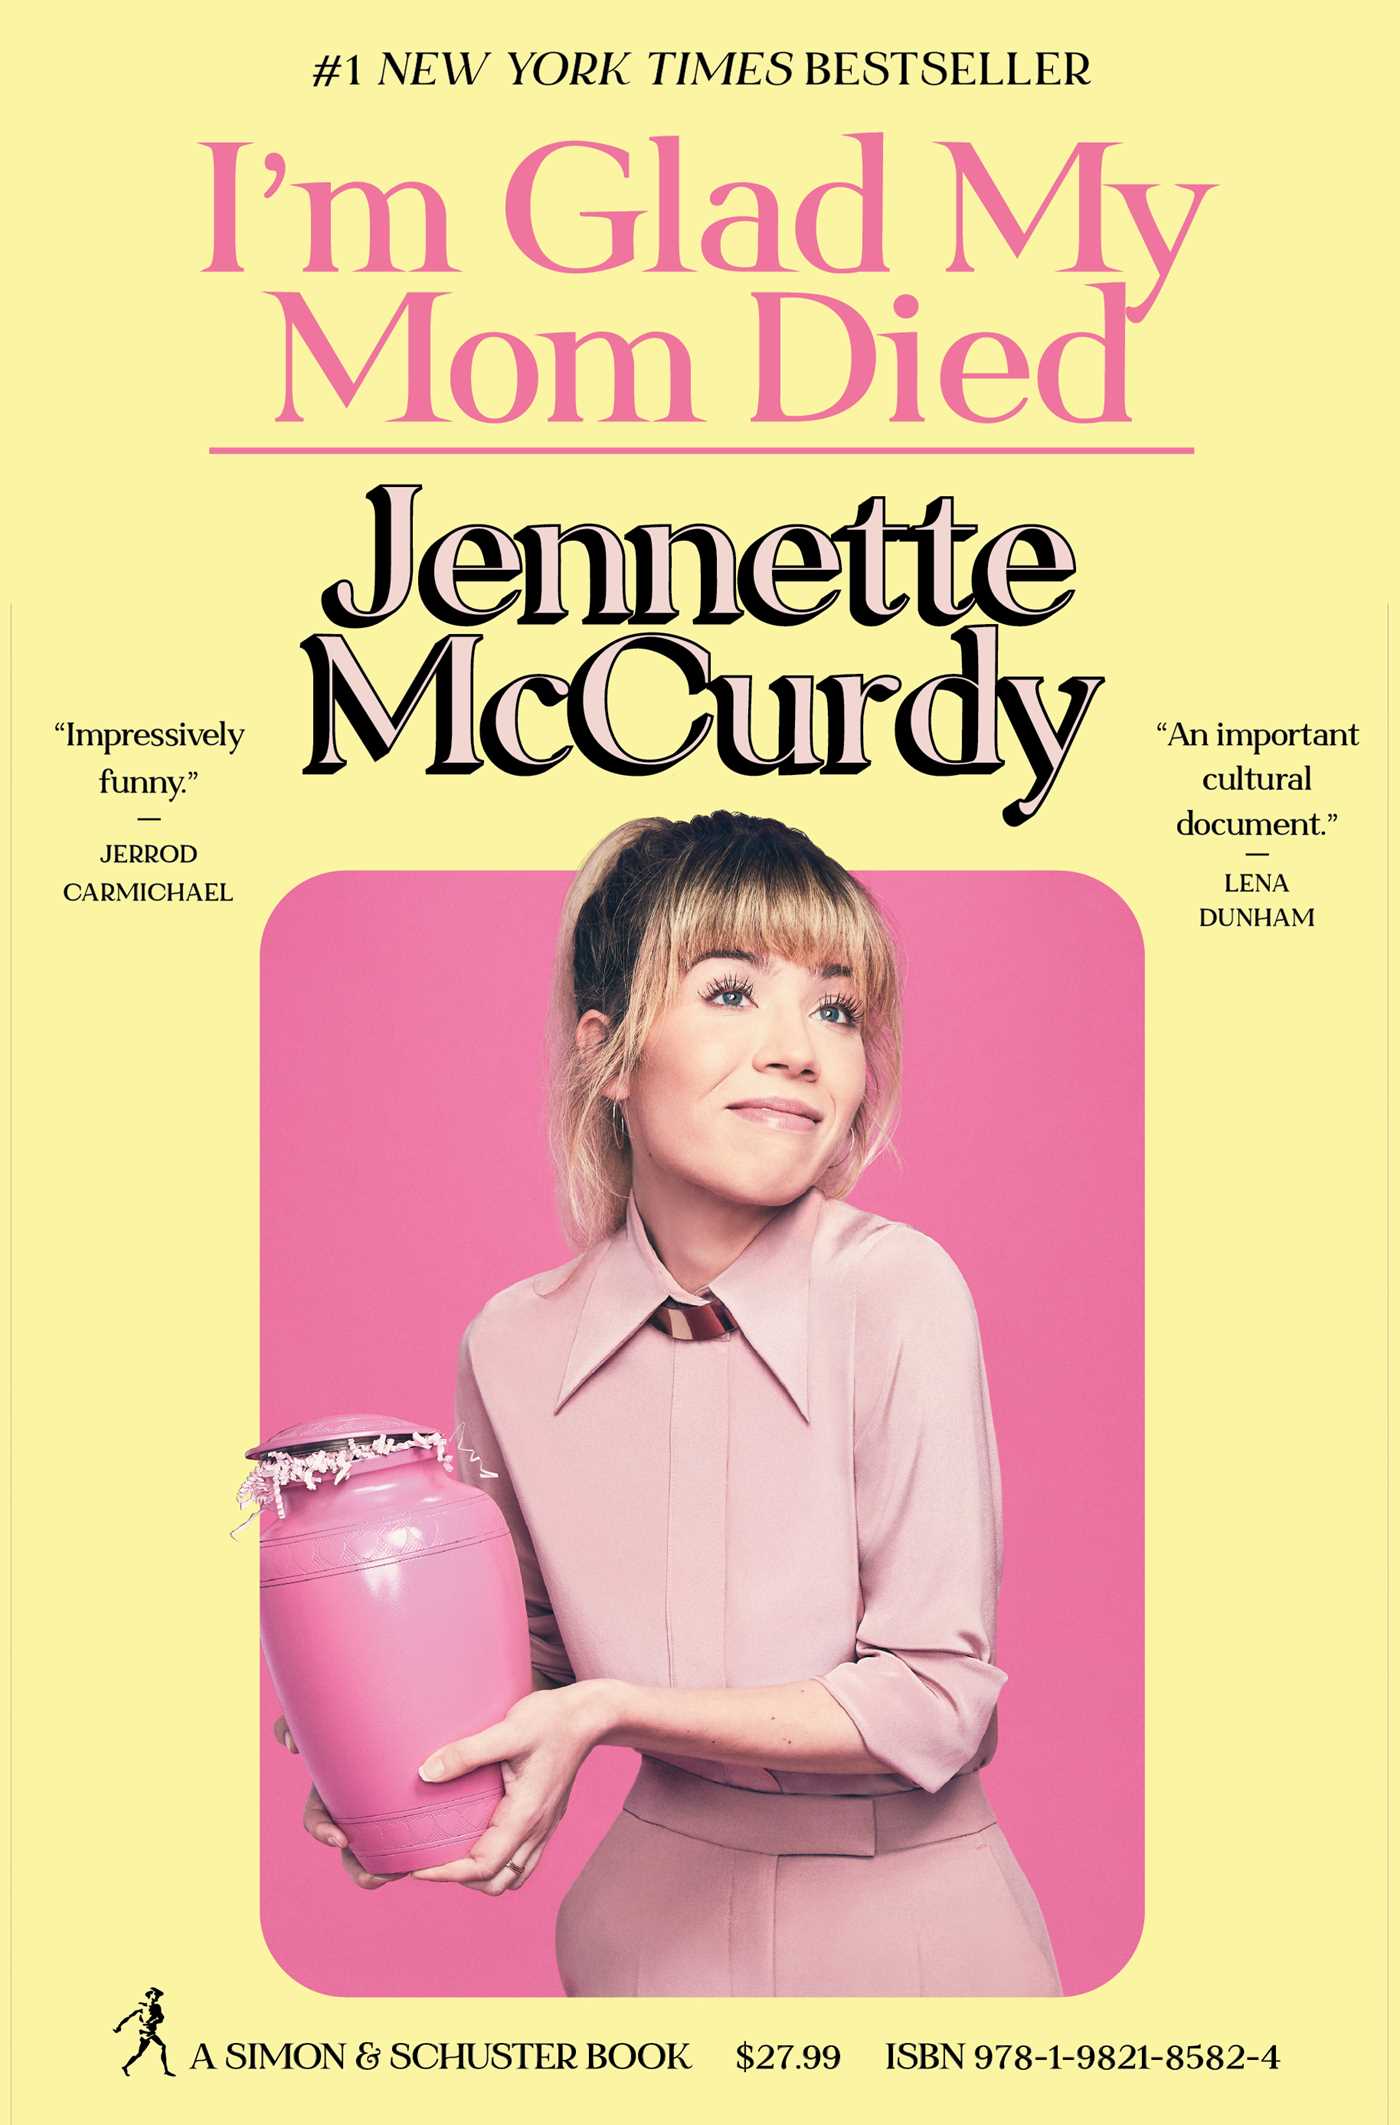 #1 NEW YORK TIMES BESTSELLER
I’m Glad My
Mom Died
Jennette
McCurdy
“Impressively
funny.”
—
JERROD
CARMICHAEL
“An important
cultural
document.”
—
LENA
DUNHAM
A SIMON & SCHUSTER BOOK $27.99 ISBN 978-1-9821-8582-4